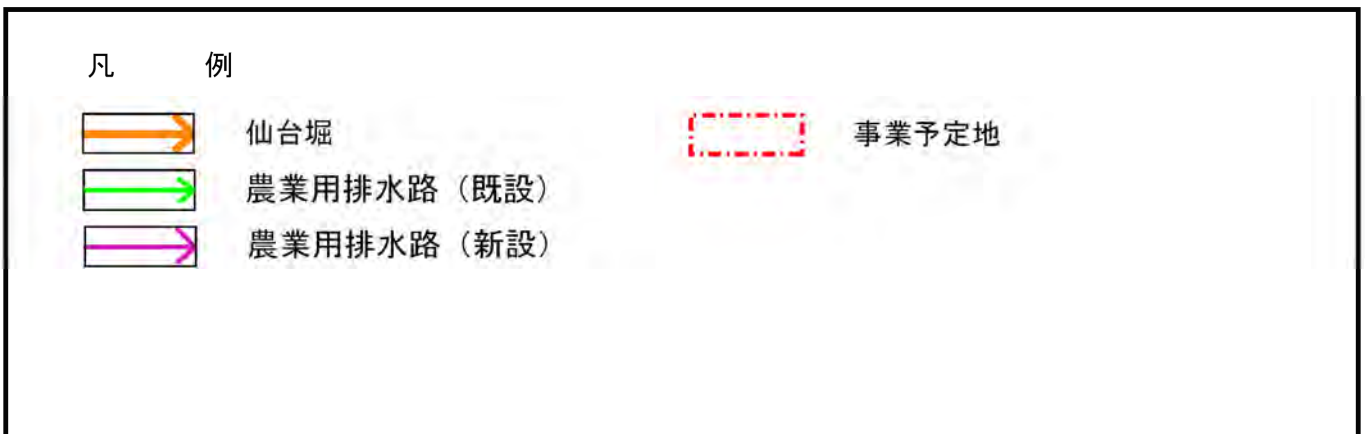 凡 例
仙台堀
農業用排水路（既設）
農業用排水路（新設）
事業予定地